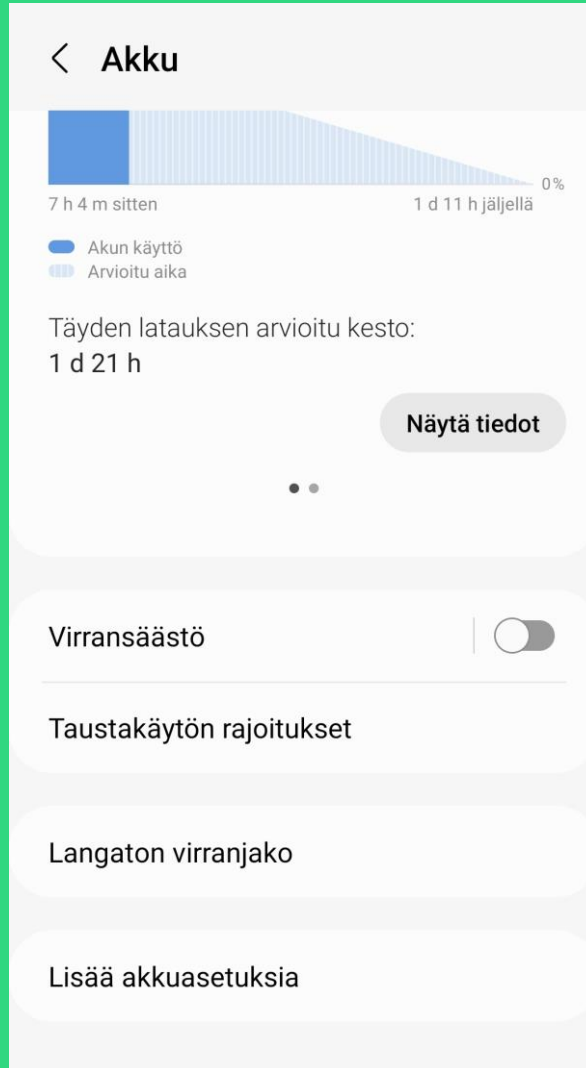 Akku
0%
7 h 4 m sitten 1 d 11 h jäljellä
Akun käyttö
Arvioitu aika
Täyden latauksen arvioitu kesto:
1 d 21 h
Näytä tiedot
Virransäästö
Taustakäytön rajoitukset
Langaton virranjako
Lisää akkuasetuksia